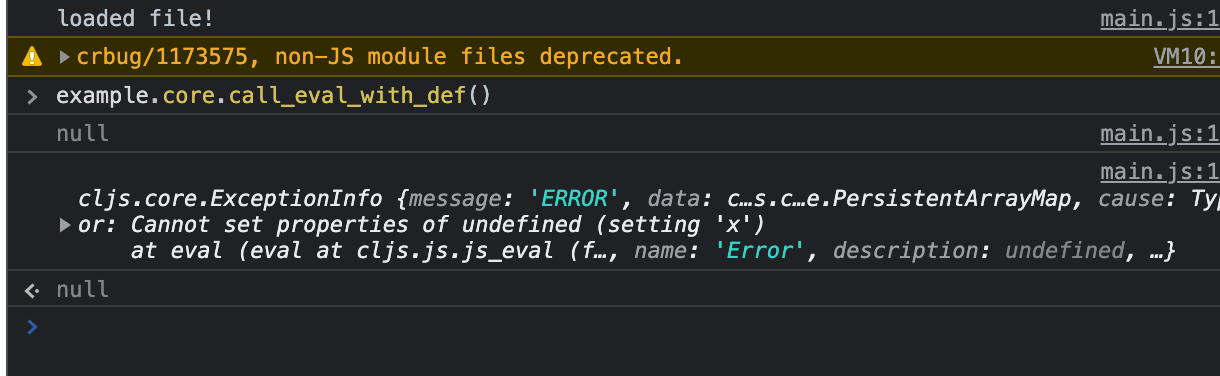 loaded file! main.js:1
crbug/1173575, non-JS module files deprecated. VM10:
> example.core.call_eval_with_def()
null main.js:1
main.js:1
cljs.core.ExceptionInfo {message: 'ERROR', data: c…s.c…e.PersistentArrayMap, cause: Ty
or: Cannot set properties of undefined (setting 'x')
at eval (eval at cljs.js.js_eval (f…, name: 'Error', description: undefined, …}
null
>